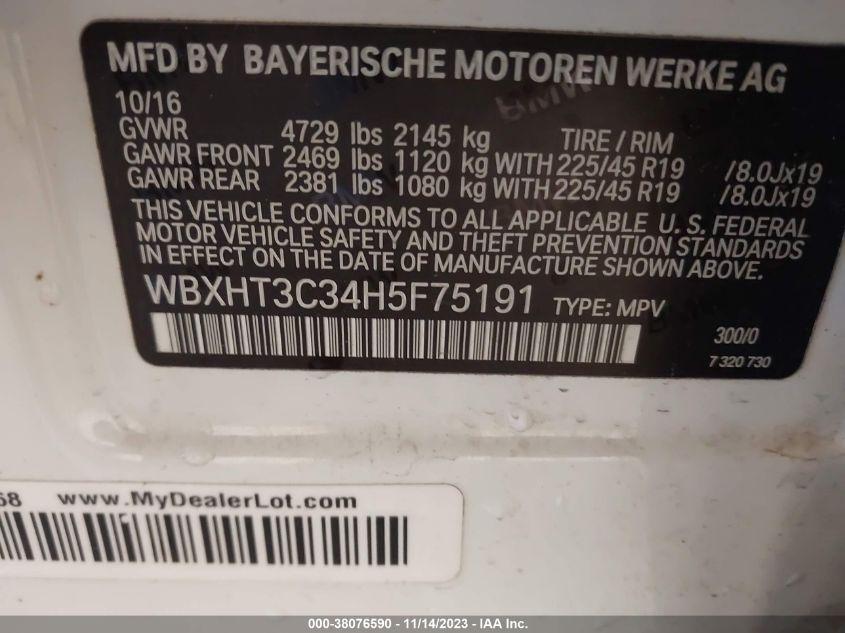 MFD BY BAYERISCHE MOTOREN WERKE AG
10/16
GVWR 4729 lbs 2145 kg TIRE / RIM
GAWR FRONT 2469 lbs 1120 kg WITH 225/45 R19 /8.0Jx19
GAWR REAR 2381 lbs 1080 kg WITH 225/45 R19 /8.0Jx19
THIS VEHICLE CONFORMS TO ALL APPLICABLE U. S. FEDERAL
MOTOR VEHICLE SAFETY AND THEFT PREVENTION STANDARDS
IN EFFECT ON THE DATE OF MANUFACTURE SHOWN ABOVE.
WBXHT3C34H5F75191 TYPE: MPV
300/0
7 320 730
68 www.MyDealerLot.com
000-38076590 - 11/14/2023 - IAA Inc.